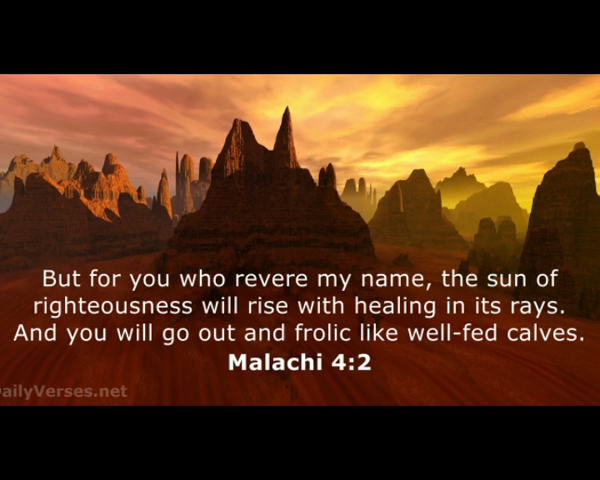 But for you who revere my name, the sun of
righteousness will rise with healing in its rays.
And you will go out and frolic like well-fed calves.
Malachi 4:2
DailyVerses.net